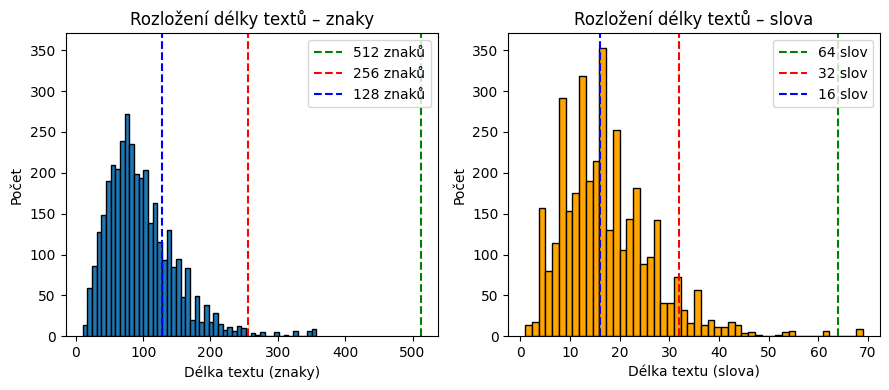 Rozložení délky textů – znaky
350
300
250
200
150
100
50
0
Počet
0 100 200 300 400 500
Délka textu (znaky)
512 znaků
256 znaků
128 znaků
Rozložení délky textů – slova
350
300
250
200
150
100
50
0
Počet
0 10 20 30 40 50 60 70
Délka textu (slova)
64 slov
32 slov
16 slov